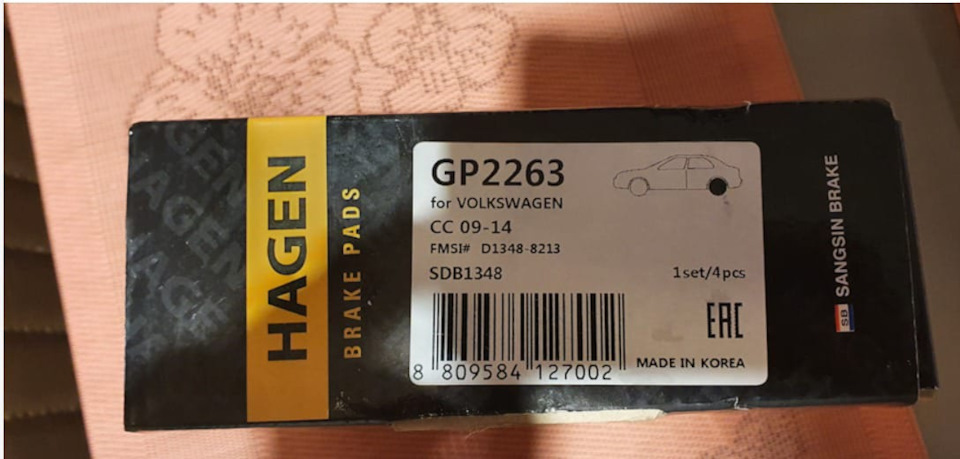 HAGEN
BRAKE PADS
GP2263
for VOLKSWAGEN
CC 09-14
FMSI# D1348-8213
SDB1348
1set/4pcs
EAC
MADE IN KOREA
8 809584 127002
SB SANGSIN BRAKE